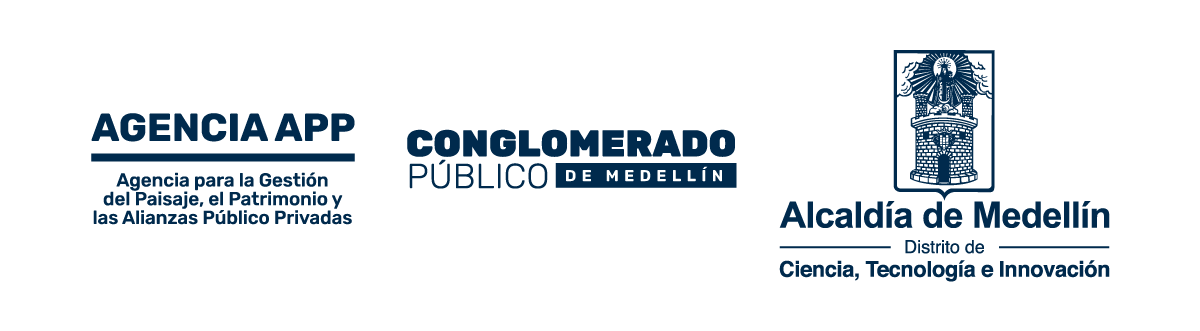 AGENCIA APP
Agencia para la Gestión
del Paisaje, el Patrimonio y
las Alianzas Público Privadas
CONGLOMERADO
PÚBLICO DE MEDELLÍN
Alcaldía de Medellín
Distrito de
Ciencia, Tecnología e Innovación